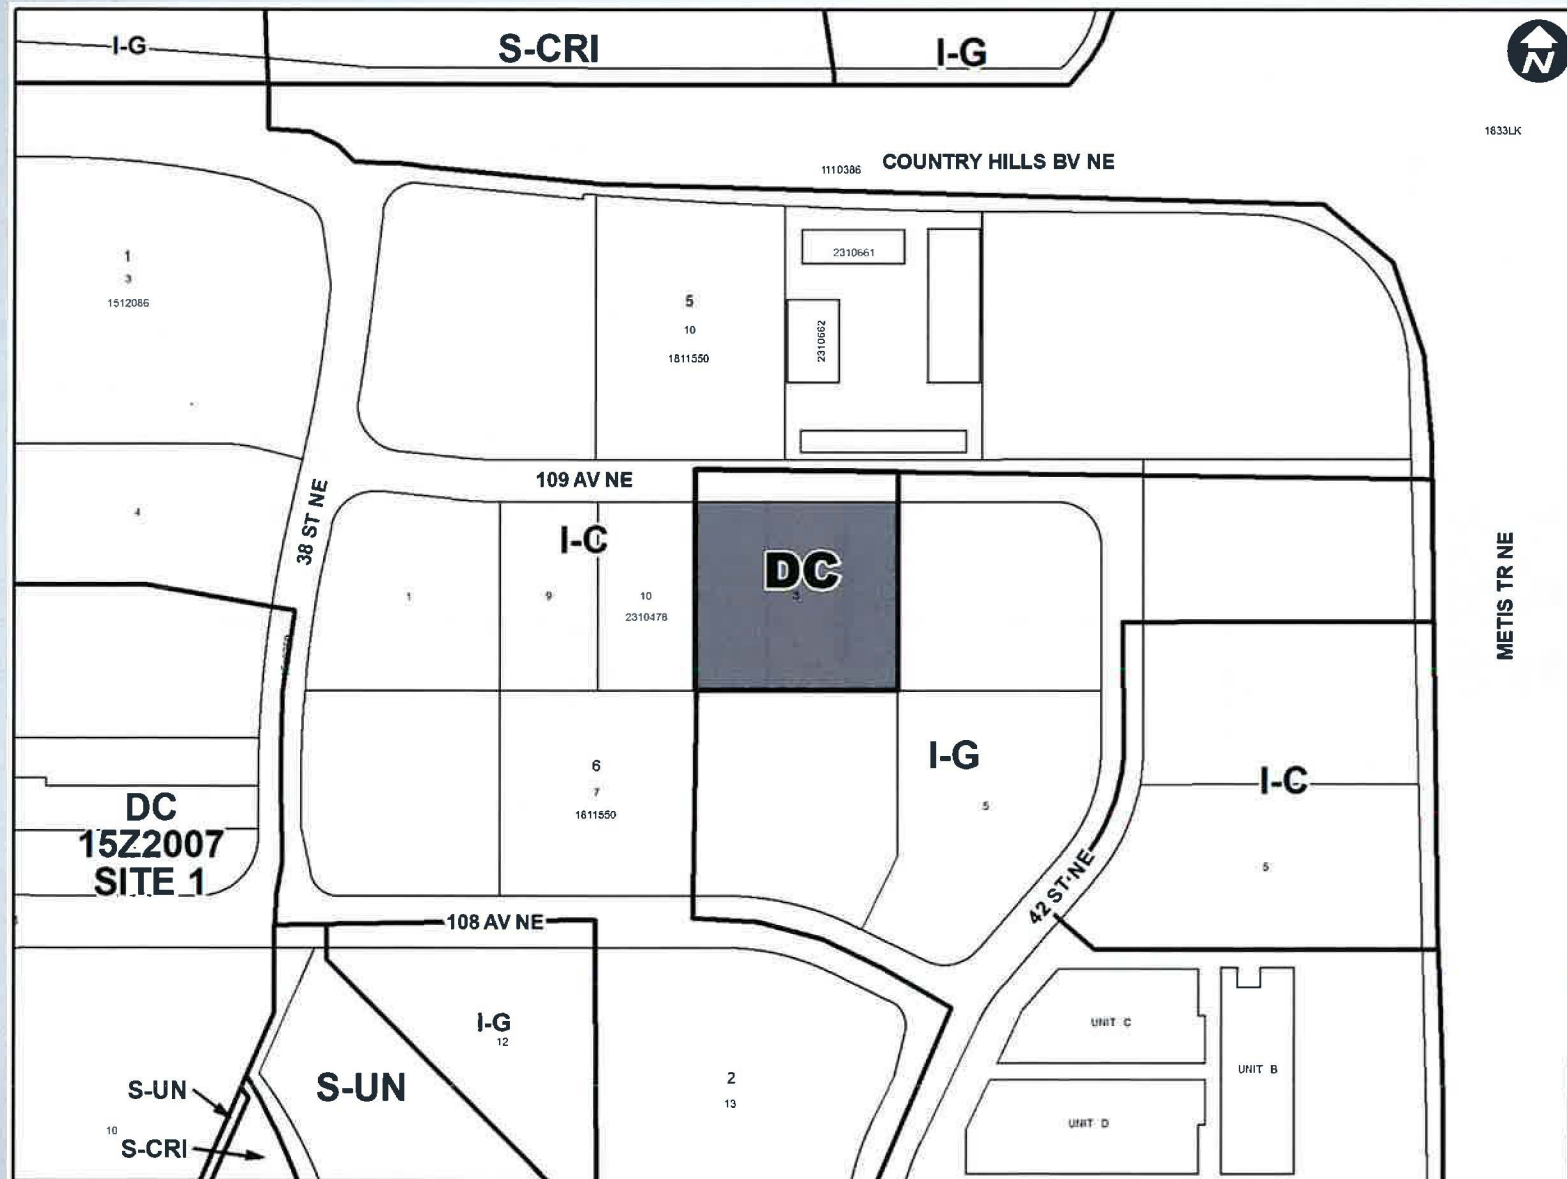 I-G
S-CRI
I-G
N
1833LK
1110386
COUNTRY HILLS BV NE
1
3
1512086
2310661
2310662
5
10
1811550
109 AV NE
38 ST NE
4
I-C
DC
1
9
10
2310478
METIS TR NE
6
7
1611550
I-G
5
I-C
5
DC
15Z2007
SITE 1
42 ST NE
108 AV NE
I-G
12
S-UN
S-UN
10
S-CRI
2
13
UNIT C
UNIT B
UNIT D